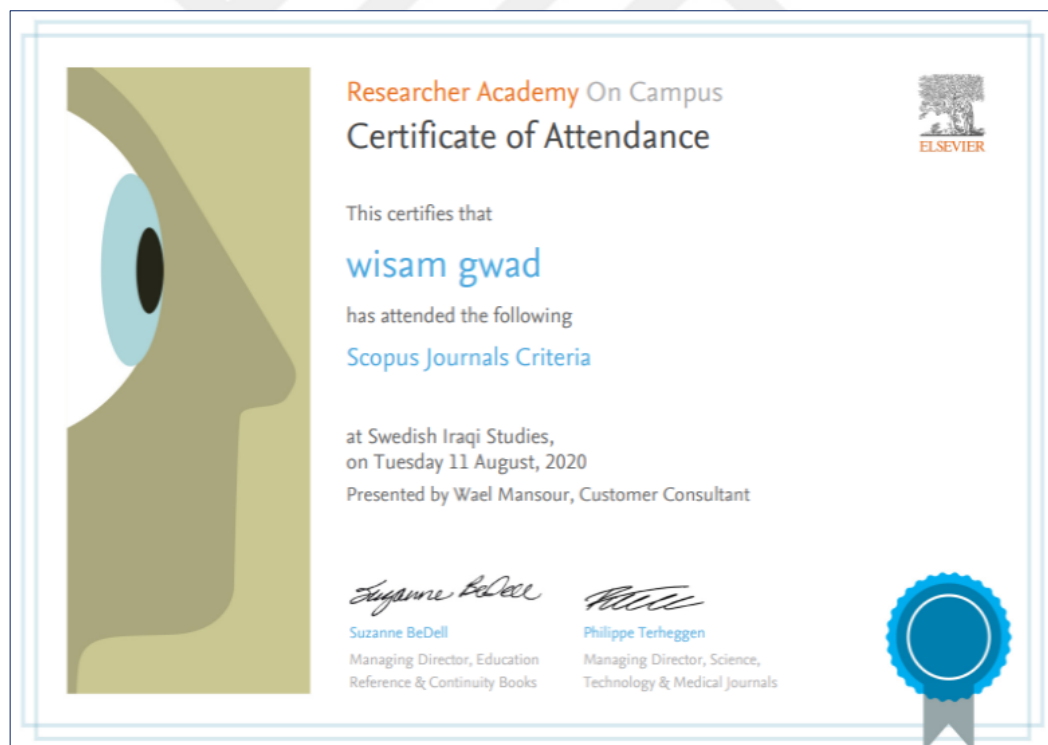 Researcher Academy On Campus
Certificate of Attendance
ELSEVIER
This certifies that
wisam gwad
has attended the following
Scopus Journals Criteria
at Swedish Iraqi Studies,
on Tuesday 11 August, 2020
Presented by Wael Mansour, Customer Consultant
Suzanne BeDell
Suzanne BeDell
Managing Director, Education
Reference & Continuity Books
Philippe Terheggen
Managing Director, Science,
Technology & Medical Journals